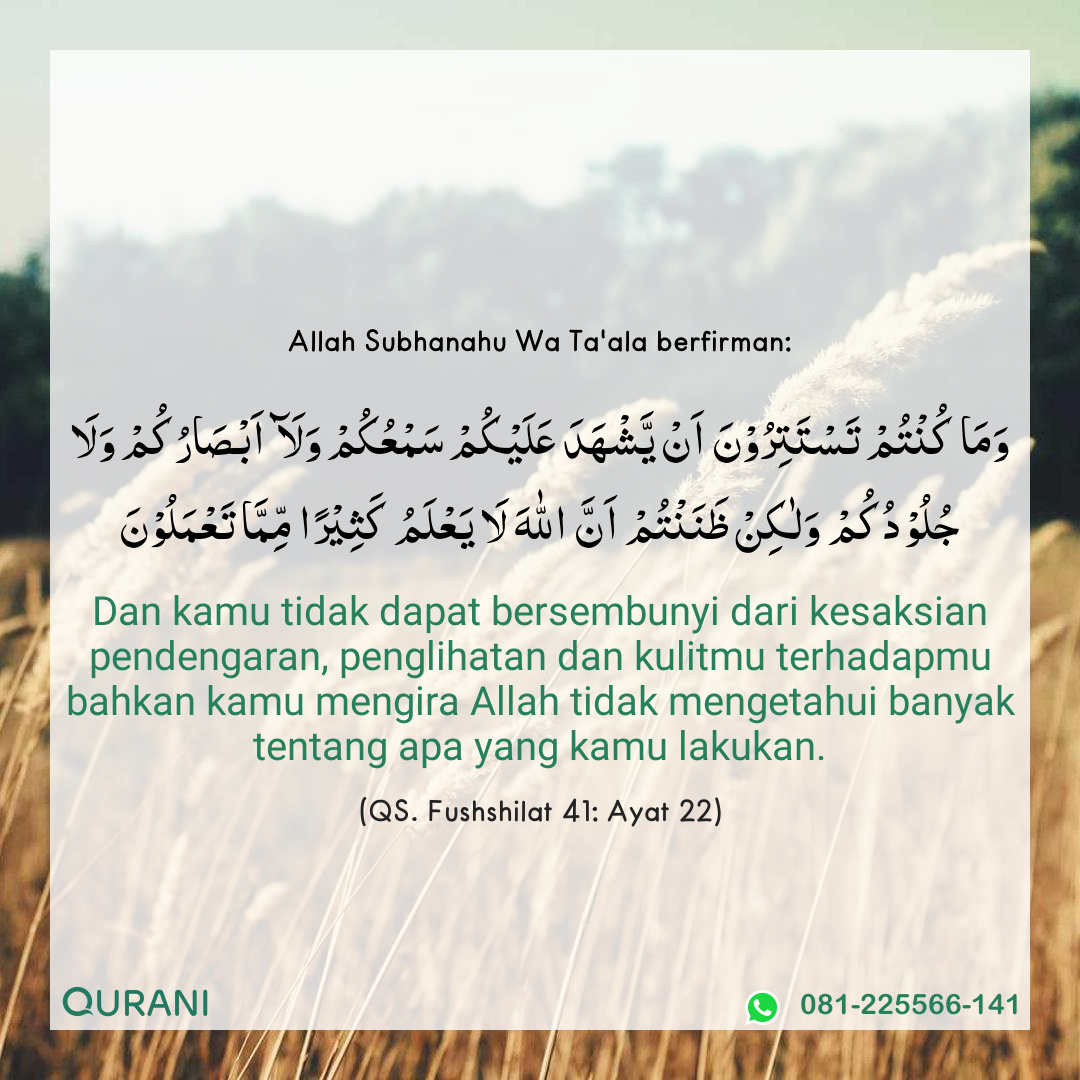 Allah Subhanahu Wa Ta'ala berfirman:
وَمَا كُنْتُمْ تَسْتَتِرُوْنَ اَنْ يَّشْهَدَ عَلَيْكُمْ سَمْعُكُمْ وَلَآ اَبْصَارُكُمْ وَلَا
جُلُوْدُكُمْ وَلٰكِنْ ظَنَنْتُمْ اَنَّ اللّٰهَ لَا يَعْلَمُ كَثِيْرًا مِّمَّا تَعْمَلُوْنَ
Dan kamu tidak dapat bersembunyi dari kesaksian
pendengaran, penglihatan dan kulitmu terhadapmu
bahkan kamu mengira Allah tidak mengetahui banyak
tentang apa yang kamu lakukan.
(QS. Fushshilat 41: Ayat 22)
QURANI
081-225566-141